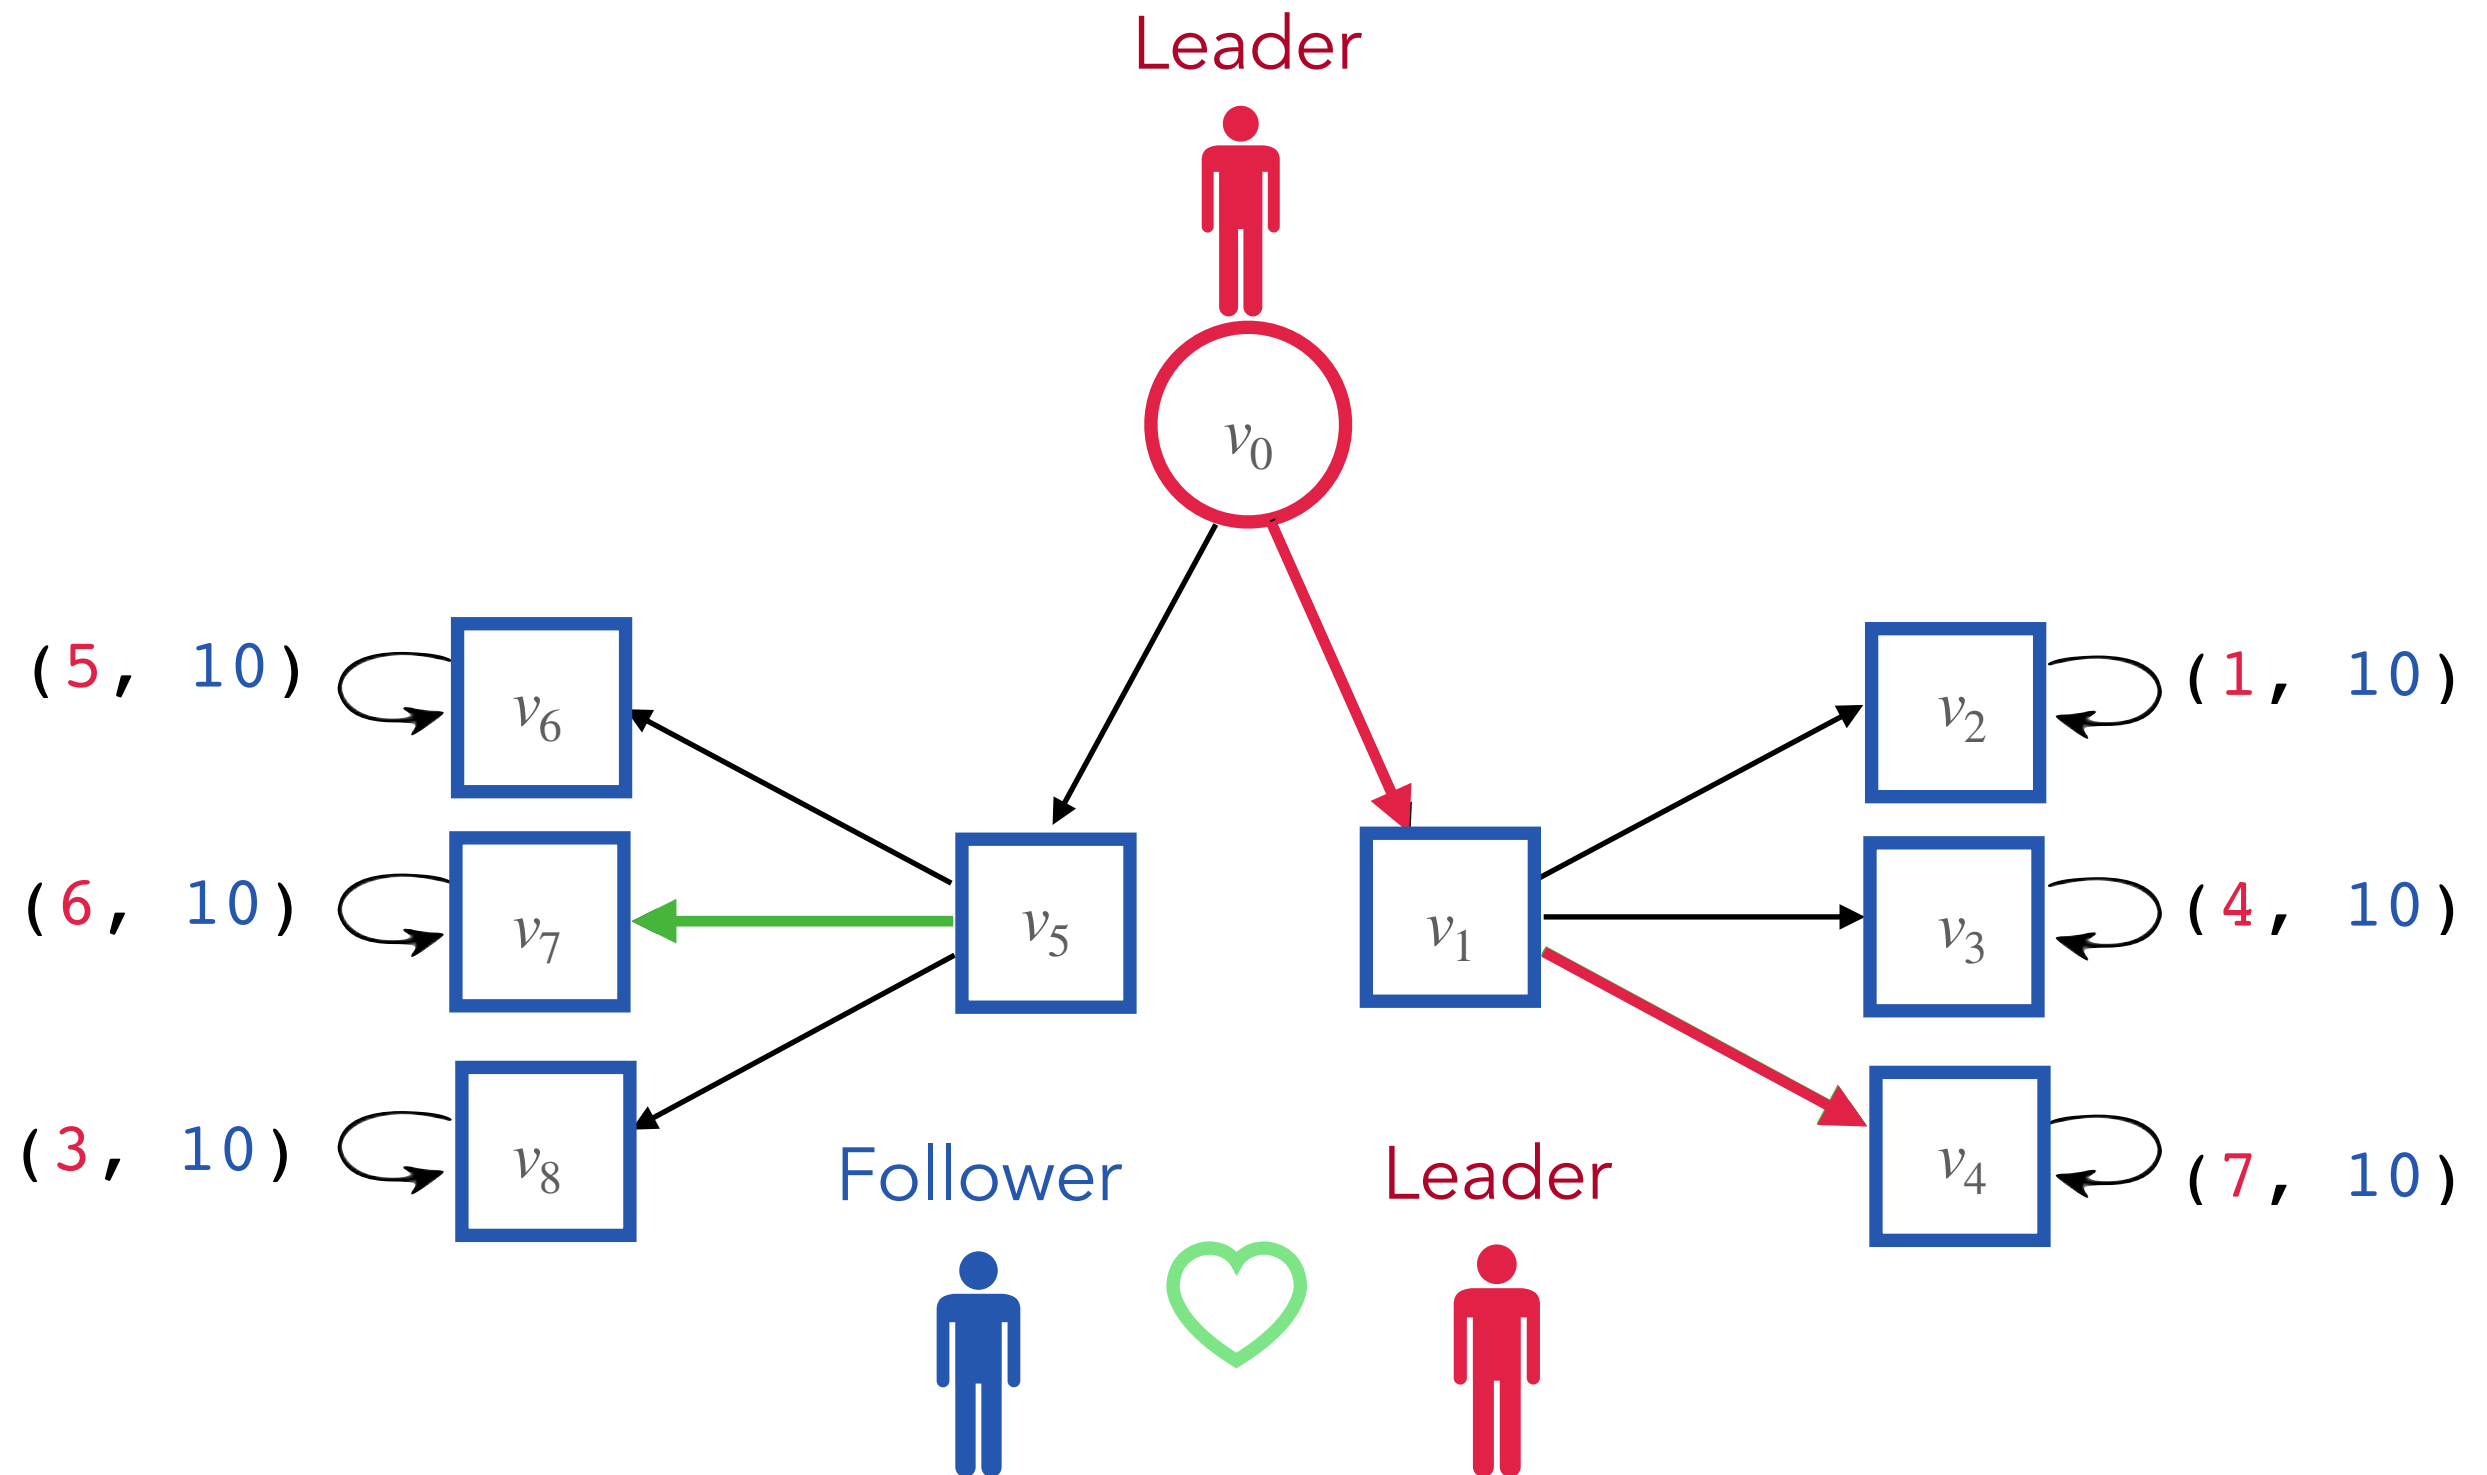 Leader
v0
(5, 10)
v6
v2
(1, 10)
(6, 10)
v7
v5
v1
v3
(4, 10)
(3, 10)
v8
Follower
Leader
v4
(7, 10)